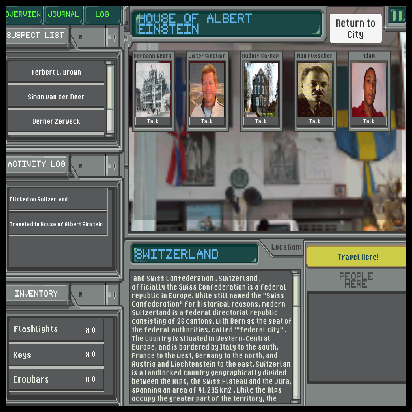 OVERVIEW JOURNAL LOG
HOUSE OF ALBERT
EINSTEIN
Return to
City
SUSPECT LIST
Herbert C. Brown
Simon van der Meer
Talk
Talk
Talk
Talk
Talk
ACTIVITY LOG
Clicked on Switzerland
Traveled to House of Albert Einstein
INVENTORY
Flashlights x 0
Keys x 0
Crowbars x 0
SWITZERLAND
Location:
Travel Here!
PEOPLE
HERE
and Swiss Confederation. Switzerland,
officially the Swiss Confederation is a federal
republic in Europe. While still named the "Swiss
Confederation" for historical reasons, modern
Switzerland is a federal directorial republic
consisting of 26 cantons, with Bern as the seat of
the federal authorities, called "federal city".
The country is situated in Western-Central
Europe, and is bordered by Italy to the south,
France to the west, Germany to the north, and
Austria and Liechtenstein to the east. Switzerland
is a landlocked country geographically divided
between the Alps, the Swiss Plateau and the Jura,
spanning an area of 41,285 km2. While the Alps
occupy the greater part of the territory, the